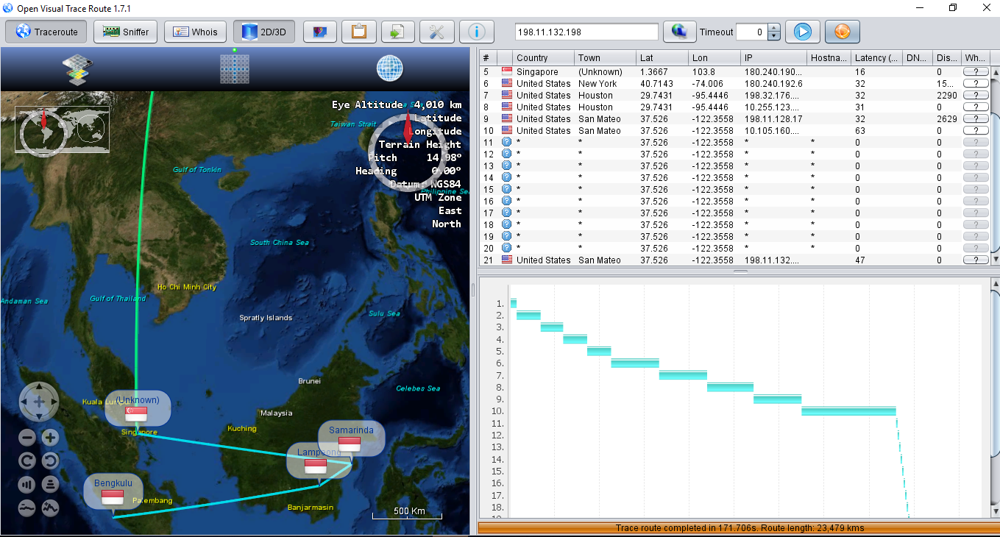 Open Visual Trace Route 1.7.1
Traceroute Sniffer Whois 2D/3D 198.11.132.198 Timeout 0
Eye Altitude 4,010 km
Latitude
Longitude
Terrain Height
Pitch 14.98°
Heading 0.00°
Datum: WGS84
UTM Zone
East
North
Taiwan Strait
Gulf of Tonkin
Philippine Se
South China Sea
Ho Chi Minh City
Andaman Sea
Gulf of Thailand
Spratly Islands
Sulu Sea
Brunei
Celebes Sea
(Unknown)
Kuala Lumpur
Malaysia
Singapore
Kuching
Samarinda
Lampeong
Bengkulu
Palembang
Banjarmasin
500 Km
# Country Town Lat Lon IP Hostna... Latency (... DN... Dis... Wh...
5 Singapore (Unknown) 1.3667 103.8 180.240.190... 16 0 ?
6 United States New York 40.7143 -74.006 180.240.192.6 32 15... ?
7 United States Houston 29.7431 -95.4446 198.32.176.... 32 2290 ?
8 United States Houston 29.7431 -95.4446 10.255.123.... 31 0 ?
9 United States San Mateo 37.526 -122.3558 198.11.128.17 32 2629 ?
10 United States San Mateo 37.526 -122.3558 10.105.160.... 63 0 ?
11 ? * * 37.526 -122.3558 * * 0 0 ?
12 ? * * 37.526 -122.3558 * * 0 0 ?
13 ? * * 37.526 -122.3558 * * 0 0 ?
14 ? * * 37.526 -122.3558 * * 0 0 ?
15 ? * * 37.526 -122.3558 * * 0 0 ?
16 ? * * 37.526 -122.3558 * * 0 0 ?
17 ? * * 37.526 -122.3558 * * 0 0 ?
18 ? * * 37.526 -122.3558 * * 0 0 ?
19 ? * * 37.526 -122.3558 * * 0 0 ?
20 ? * * 37.526 -122.3558 * * 0 0 ?
21 United States San Mateo 37.526 -122.3558 198.11.132.... 47 0 ?
1.
2.
3.
4.
5.
6.
7.
8.
9.
10.
11.
12.
13.
14.
15.
16.
17.
18.
Trace route completed in 171.706s. Route length: 23,479 kms